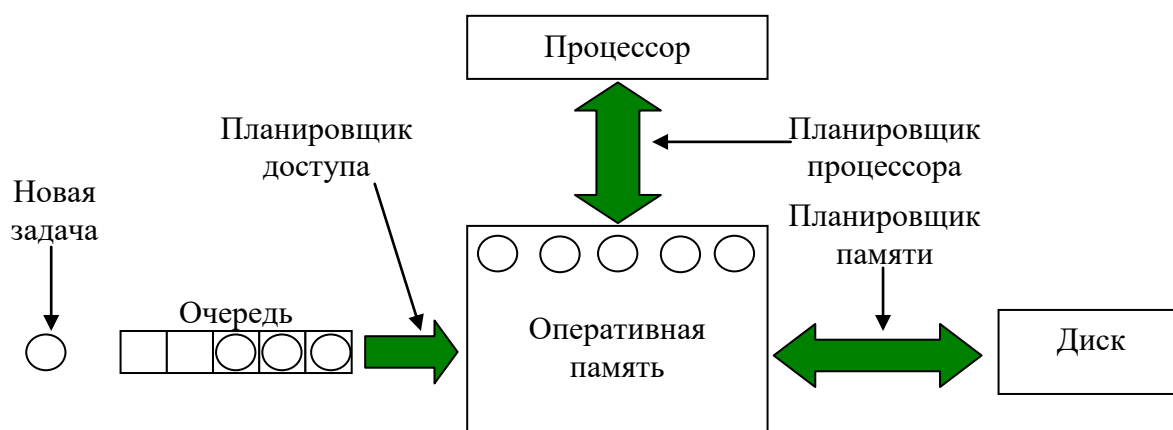 Процессор
Планировщик
доступа
Планировщик
процессора
Новая
задача
Планировщик
памяти
Очередь
Оперативная
память
Диск